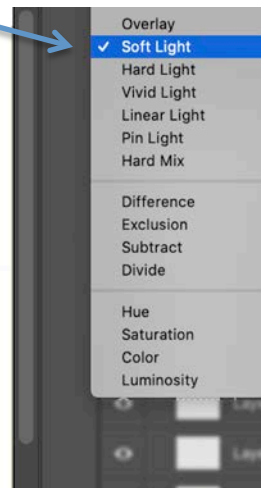 Overlay
✓ Soft Light
Hard Light
Vivid Light
Linear Light
Pin Light
Hard Mix
Difference
Exclusion
Subtract
Divide
Hue
Saturation
Color
Luminosity